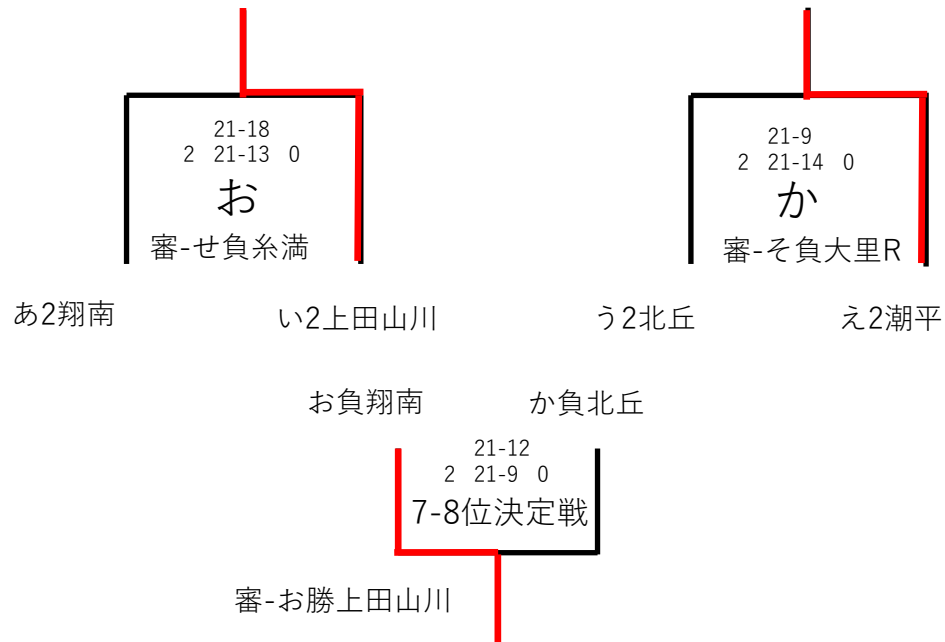 21-18
2 21-13 0
お
審-せ負糸満
あ2翔南
い2上田山川
21-9
2 21-14 0
か
審-そ負大里R
う2北丘
え2潮平
お負翔南
か負北丘
21-12
2 21-9 0
7-8位決定戦
審-お勝上田山川